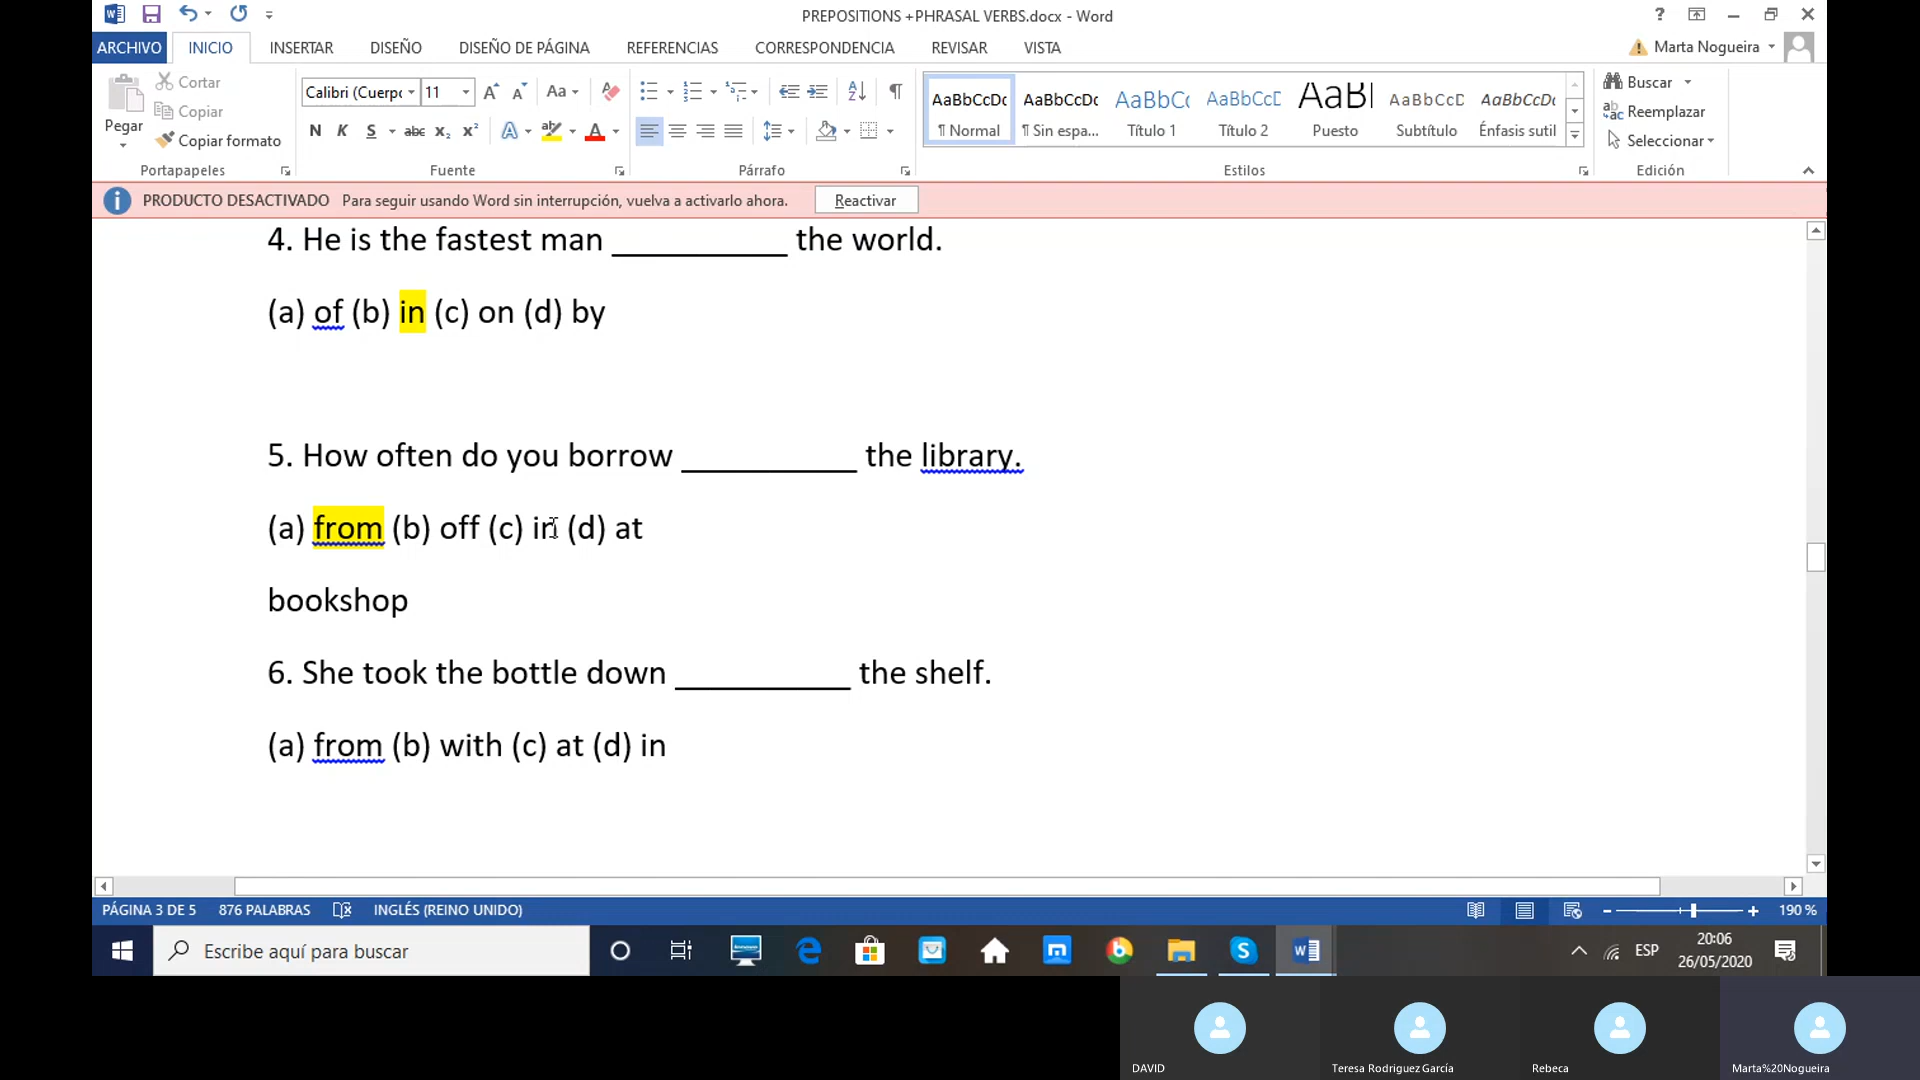 PREPOSITIONS +PHRASAL VERBS.docx - Word
ARCHIVO INICIO INSERTAR DISEÑO DISEÑO DE PÁGINA REFERENCIAS CORRESPONDENCIA REVISAR VISTA Marta Nogueira
Pegar
Cortar
Copiar
Copiar formato
Portapapeles
Calibri (Cuerpo 11
N K S abc x₂ x²
Fuente
Párrafo
AaBbCcDc AaBbCcDc AaBbCc AaBbCcD AaBl AaBbCcD AaBbCcDc
¶ Normal ¶ Sin espa... Título 1 Título 2 Puesto Subtítulo Énfasis sutil
Estilos
Buscar
Reemplazar
Seleccionar
Edición
PRODUCTO DESACTIVADO Para seguir usando Word sin interrupción, vuelva a activarlo ahora. Reactivar
4. He is the fastest man __________ the world.
(a) of (b) in (c) on (d) by
5. How often do you borrow __________ the library.
(a) from (b) off (c) in (d) at
bookshop
6. She took the bottle down __________ the shelf.
(a) from (b) with (c) at (d) in
PÁGINA 3 DE 5 876 PALABRAS INGLÉS (REINO UNIDO) 190 %
Escribe aquí para buscar
ESP
20:06
26/05/2020
DAVID Teresa Rodriguez García Rebeca Marta%20Nogueira